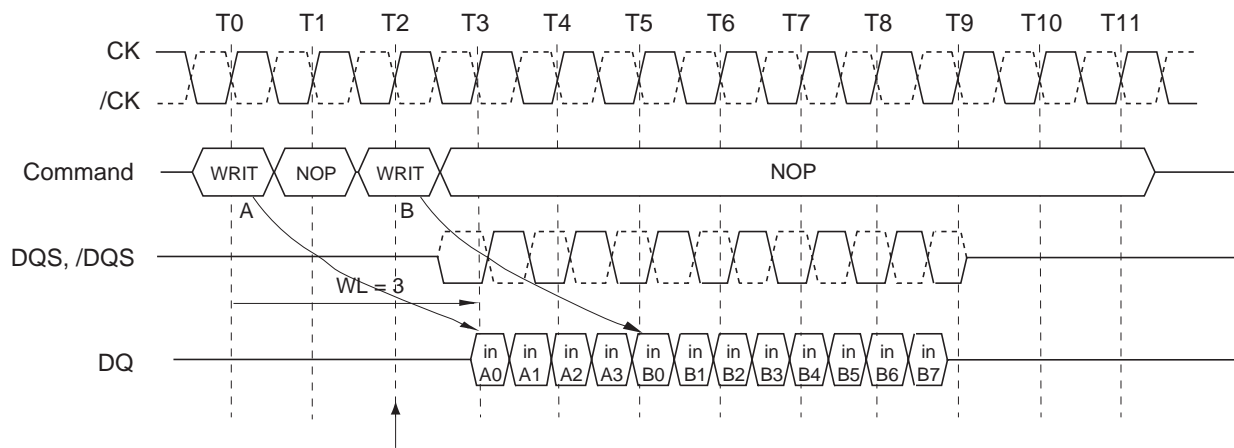 T0 T1 T2 T3 T4 T5 T6 T7 T8 T9 T10 T11
CK
/CK
Command WRIT NOP WRIT NOP
A B
DQS, /DQS
WL = 3
DQ
in in in in in in in in in in in in
A0 A1 A2 A3 B0 B1 B2 B3 B4 B5 B6 B7